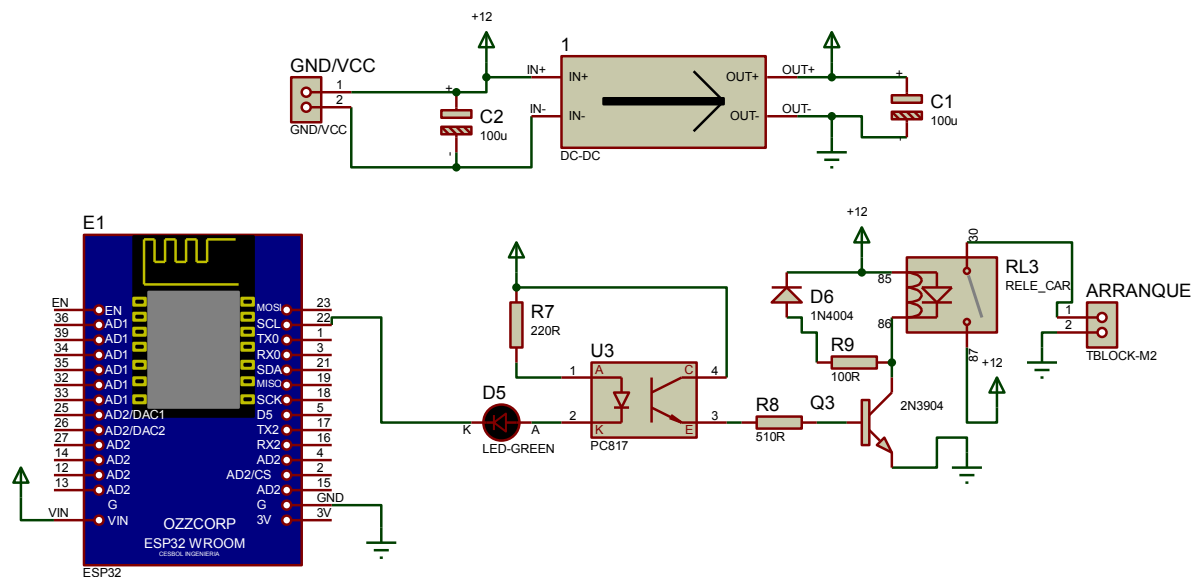 +12
1
GND/VCC
1
2
GND/VCC
C2
100u
+
-
IN+
IN-
IN+
IN-
OUT+
OUT-
OUT+
OUT-
DC-DC
+
-
C1
100u
E1
EN
36
39
34
35
32
33
25
26
27
14
12
13
VIN
EN
AD1
AD1
AD1
AD1
AD1
AD1
AD2/DAC1
AD2/DAC2
AD2
AD2
AD2
AD2
G
VIN
MOSI
SCL
TX0
RX0
SDA
MISO
SCK
D5
TX2
RX2
AD2
AD2/CS
AD2
G
3V
23
22
1
3
21
19
18
5
17
16
4
2
15
GND
3V
OZZCORP
ESP32 WROOM
CESBOL INGENIERIA
ESP32
D5
K
A
LED-GREEN
R7
220R
U3
1
2
A
K
C
E
4
3
PC817
R8
510R
Q3
2N3904
+12
D6
1N4004
R9
100R
85
86
30
87
RL3
RELE_CAR
+12
ARRANQUE
1
2
TBLOCK-M2